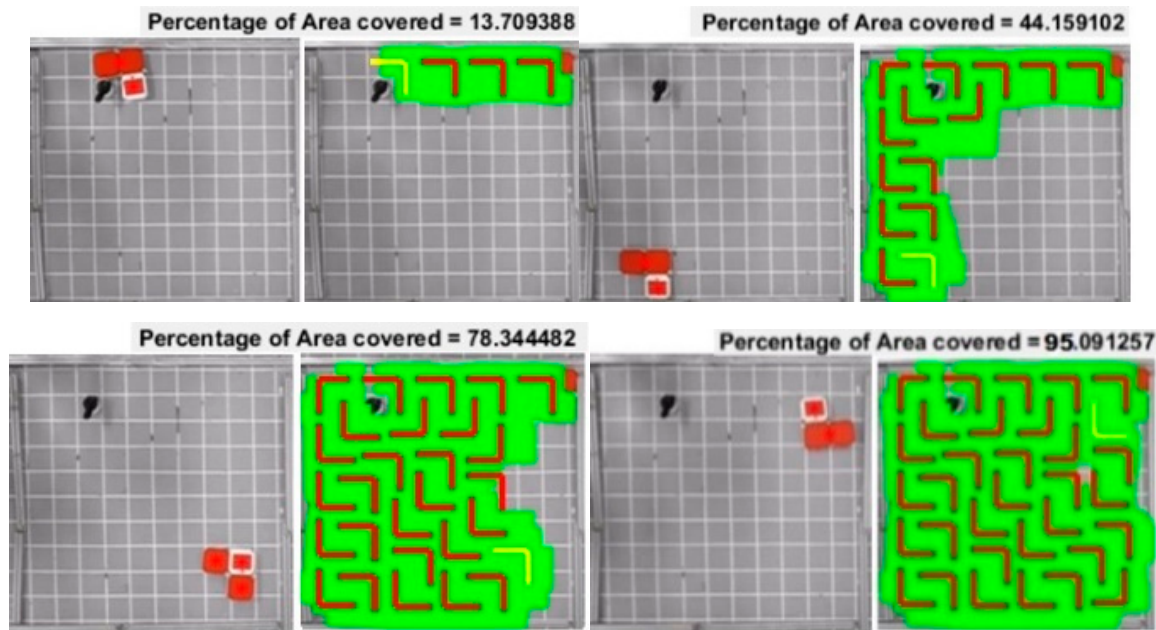 Percentage of Area covered = 13.709388
Percentage of Area covered = 44.159102
Percentage of Area covered = 78.344482
Percentage of Area covered = 95.091257